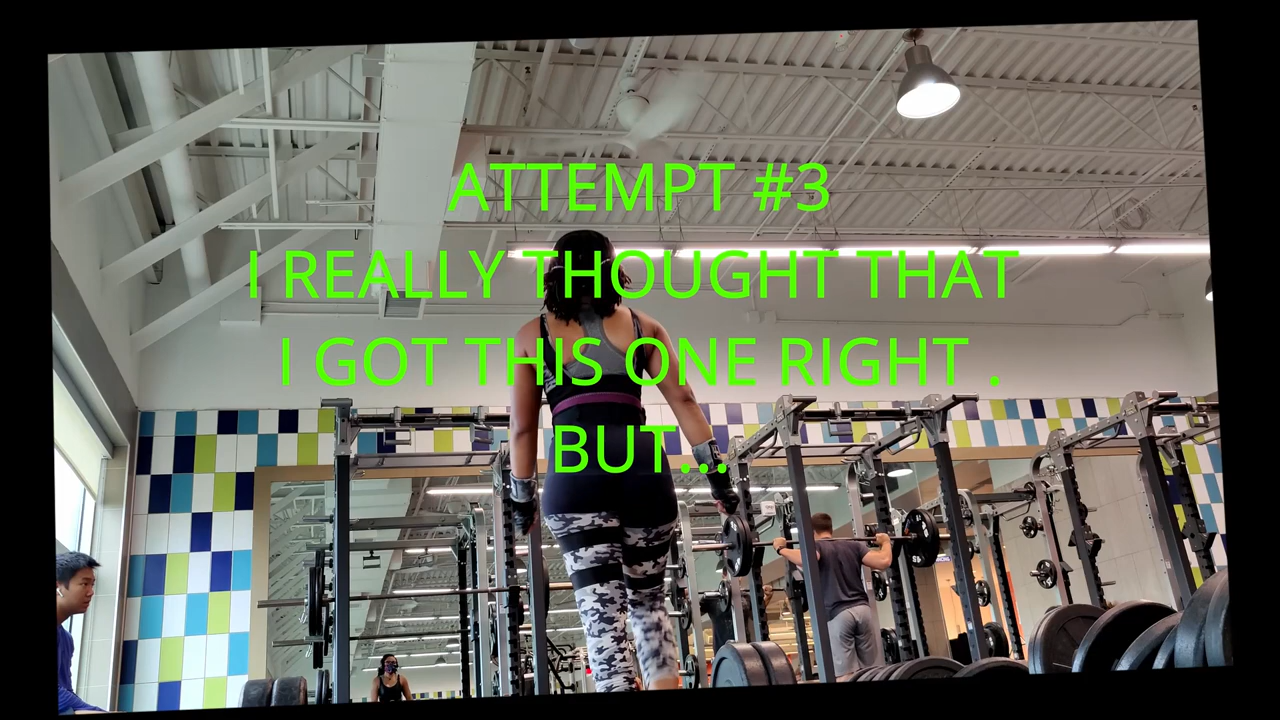 ATTEMPT #3
I REALLY THOUGHT THAT
I GOT THIS ONE RIGHT .
BUT...